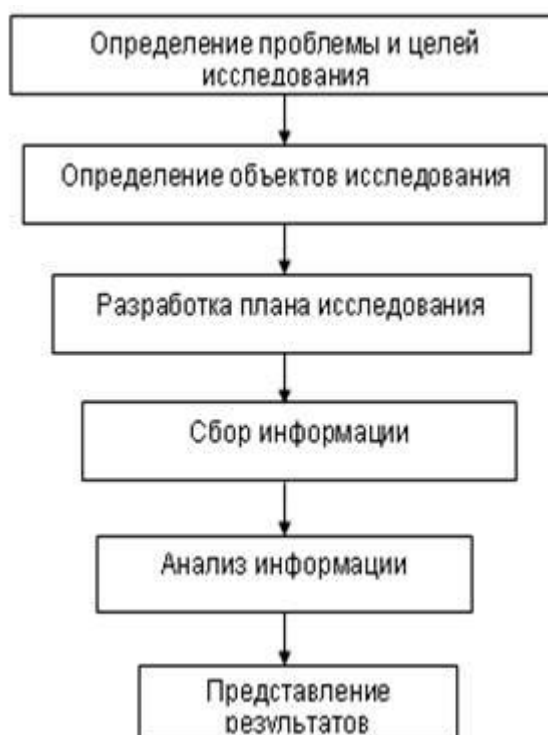 Определение проблемы и целей
исследования
Определение объектов исследования
Разработка плана исследования
Сбор информации
Анализ информации
Представление
результатов